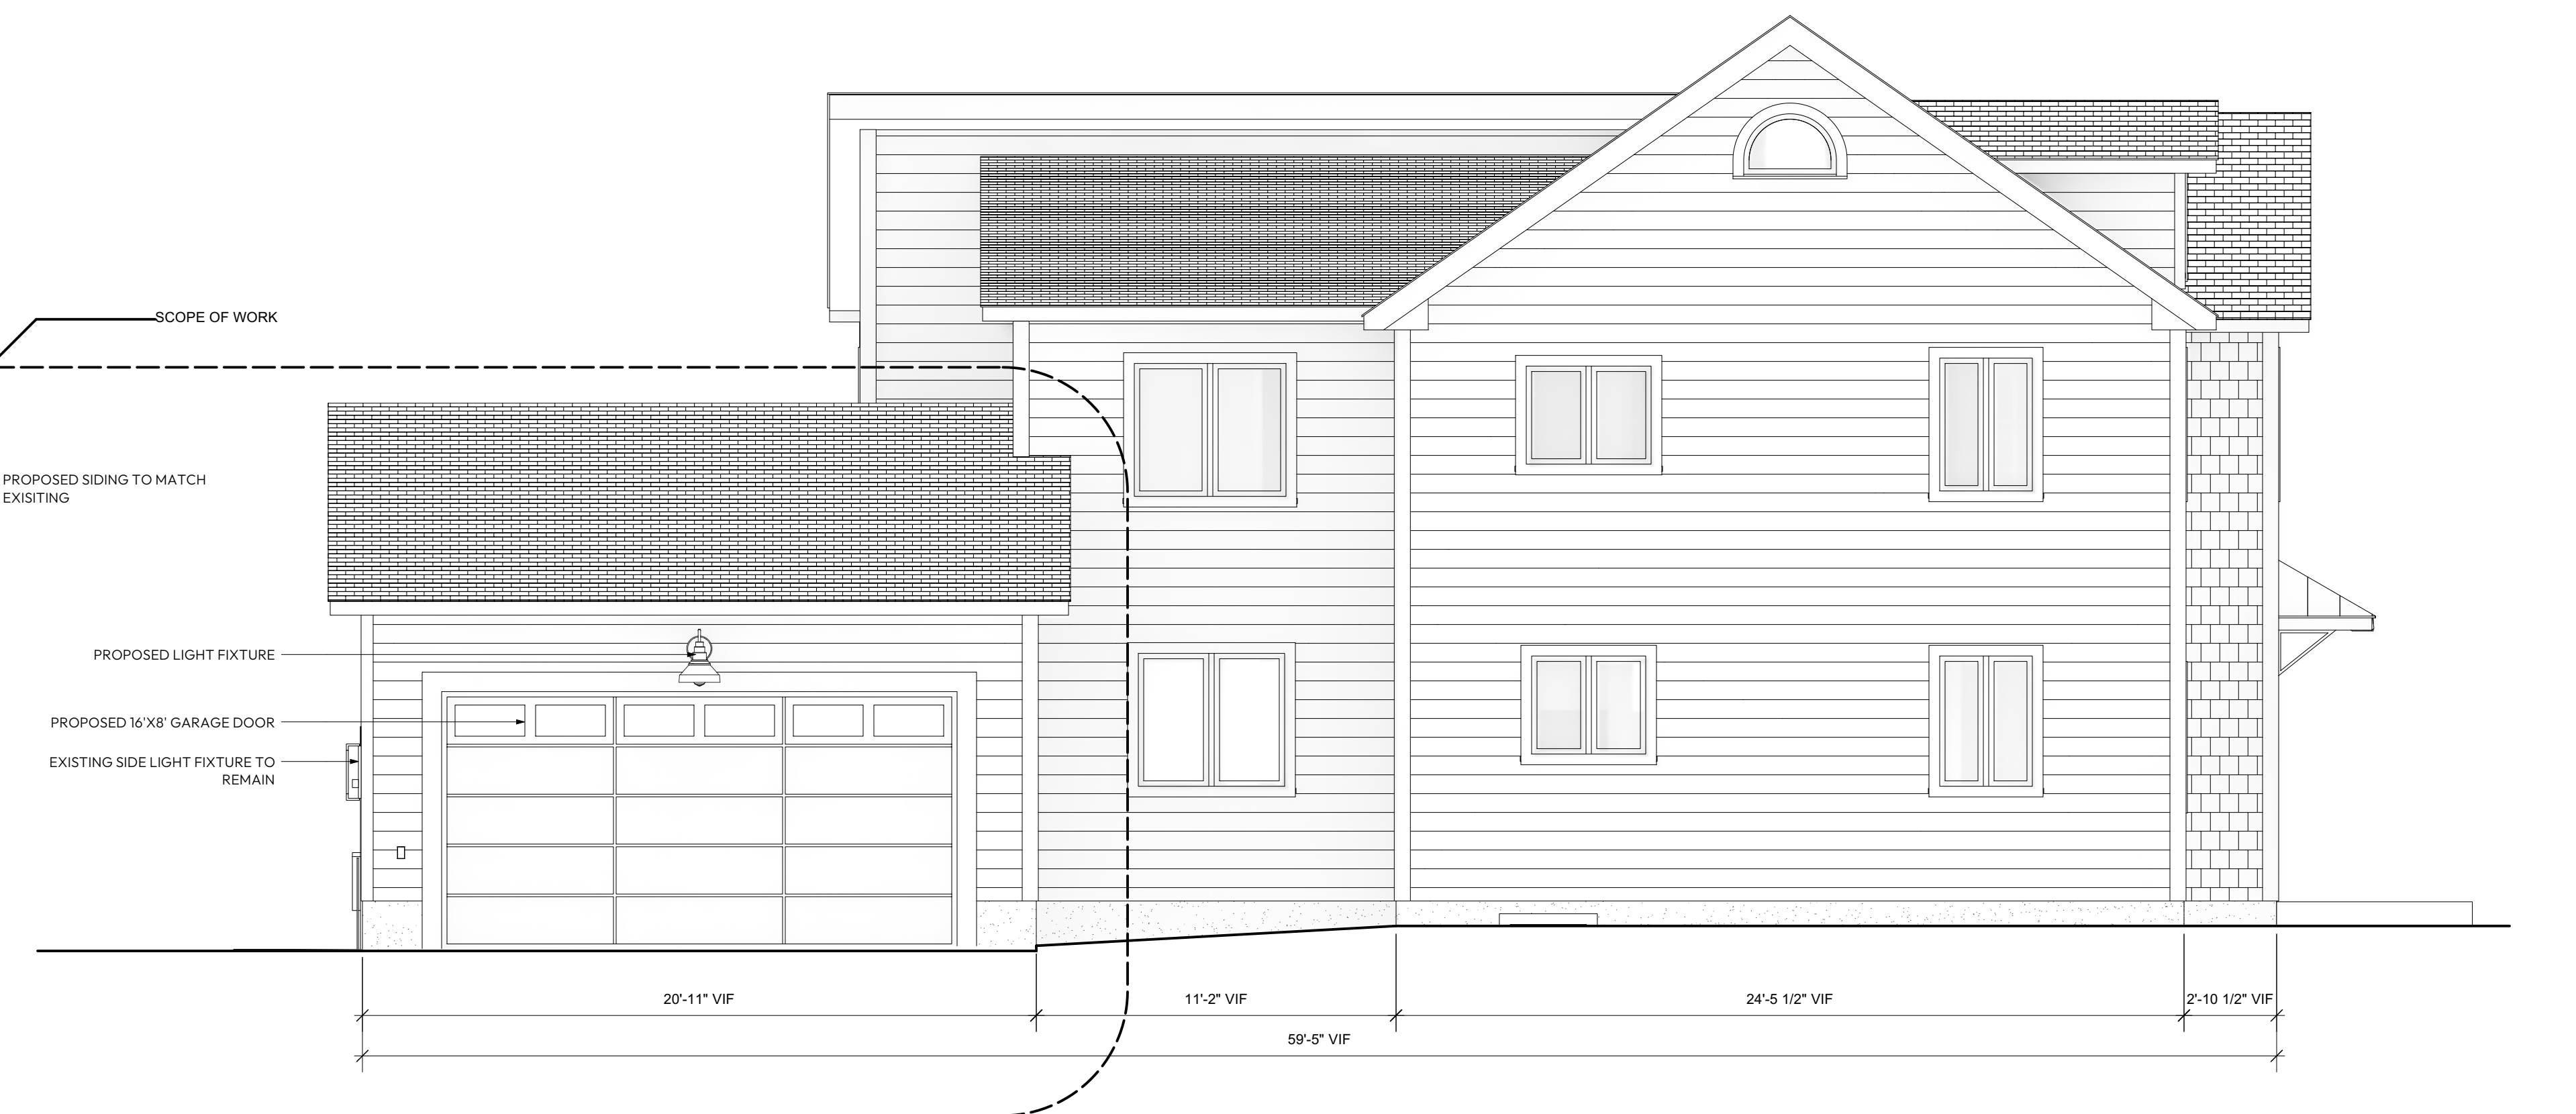 SCOPE OF WORK
PROPOSED SIDING TO MATCH
EXISITING
PROPOSED LIGHT FIXTURE
PROPOSED 16'X8' GARAGE DOOR
EXISTING SIDE LIGHT FIXTURE TO
REMAIN
20'-11" VIF
11'-2" VIF
24'-5 1/2" VIF
2'-10 1/2" VIF
59'-5" VIF